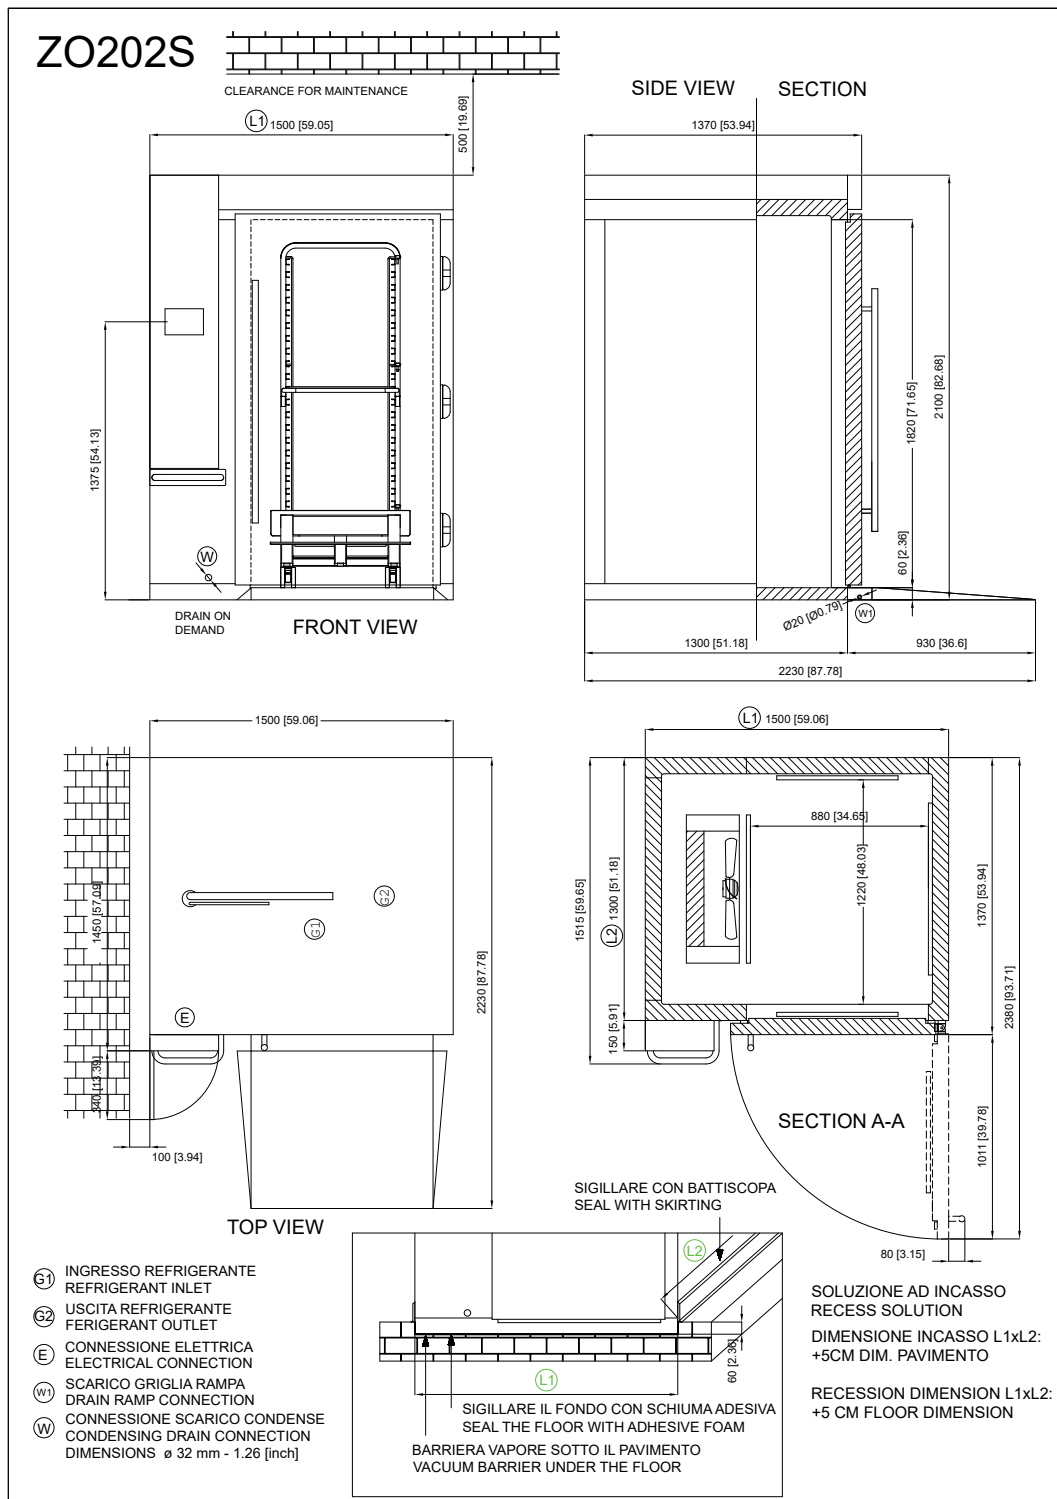 ZO202S
CLEARANCE FOR MAINTENANCE
L1 1500 [59.05]
500 [19.69]
1375 [54.13]
W
DRAIN ON
DEMAND
FRONT VIEW
SIDE VIEW
SECTION
1370 [53.94]
1820 [71.65]
2100 [82.68]
60 [2.36]
Ø20 [Ø0.79]
W1
1300 [51.18]
930 [36.6]
2230 [87.78]
1500 [59.06]
1450 [57.09]
G2
G1
E
2230 [87.78]
340 [13.39]
100 [3.94]
TOP VIEW
L1 1500 [59.06]
880 [34.65]
1220 [48.03]
1515 [59.65]
L2 1300 [51.18]
150 [5.91]
1370 [53.94]
2380 [93.71]
1011 [39.78]
SECTION A-A
80 [3.15]
SIGILLARE CON BATTISCOPA
SEAL WITH SKIRTING
L2
60 [2.36]
L1
SIGILLARE IL FONDO CON SCHIUMA ADESIVA
SEAL THE FLOOR WITH ADHESIVE FOAM
BARRIERA VAPORE SOTTO IL PAVIMENTO
VACUUM BARRIER UNDER THE FLOOR
G1 INGRESSO REFRIGERANTE
REFRIGERANT INLET
G2 USCITA REFRIGERANTE
FERIGERANT OUTLET
E CONNESSIONE ELETTRICA
ELECTRICAL CONNECTION
W1 SCARICO GRIGLIA RAMPA
DRAIN RAMP CONNECTION
W CONNESSIONE SCARICO CONDENSE
CONDENSING DRAIN CONNECTION
DIMENSIONS ø 32 mm - 1.26 [inch]
SOLUZIONE AD INCASSO
RECESS SOLUTION
DIMENSIONE INCASSO L1xL2:
+5CM DIM. PAVIMENTO
RECESSION DIMENSION L1xL2:
+5 CM FLOOR DIMENSION